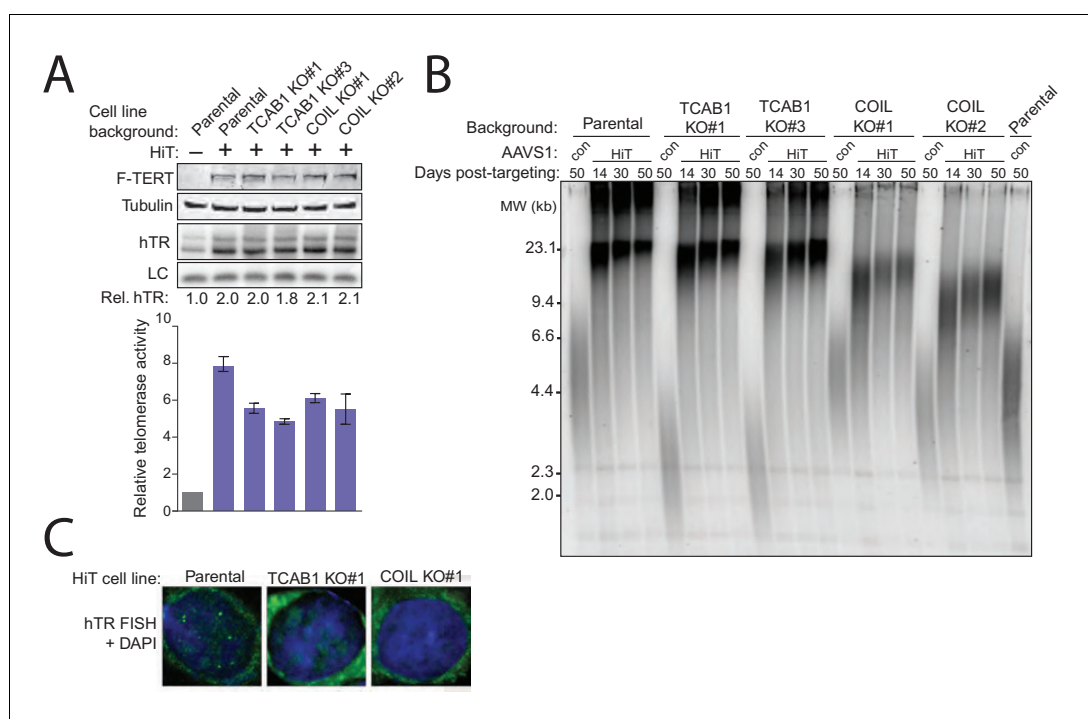 A
Cell line
background:
Parental
Parental
TCAB1 KO#1
TCAB1 KO#3
COIL KO#1
COIL KO#2
HiT: – + + + + +
F-TERT
Tubulin
hTR
LC
Rel. hTR: 1.0 2.0 2.0 1.8 2.1 2.1
Relative telomerase activity
10
8
6
4
2
0
B
Background: Parental TCAB1 KO#1 TCAB1 KO#3 COIL KO#1 COIL KO#2 Parental
AAVS1: con HiT con HiT con HiT con HiT con HiT con
Days post-targeting: 50 14 30 50 50 14 30 50 50 14 30 50 50 14 30 50 50 14 30 50 50
MW (kb)
23.1
9.4
6.6
4.4
2.3
2.0
C
HiT cell line: Parental TCAB1 KO#1 COIL KO#1
hTR FISH
+ DAPI